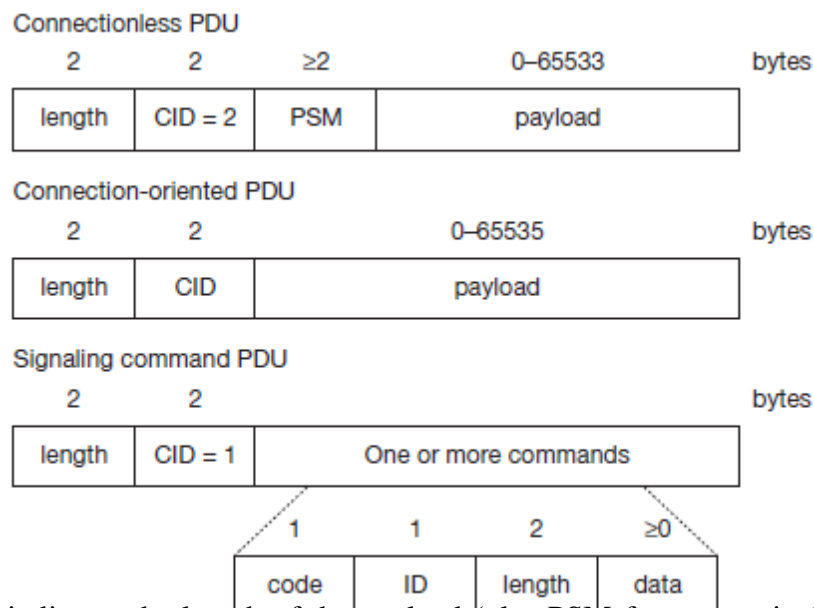 Connectionless PDU
2 2 ≥2 0–65533 bytes
length CID = 2 PSM payload
Connection-oriented PDU
2 2 0–65535 bytes
length CID payload
Signaling command PDU
2 2 bytes
length CID = 1 One or more commands
1 1 2 ≥0
code ID length data